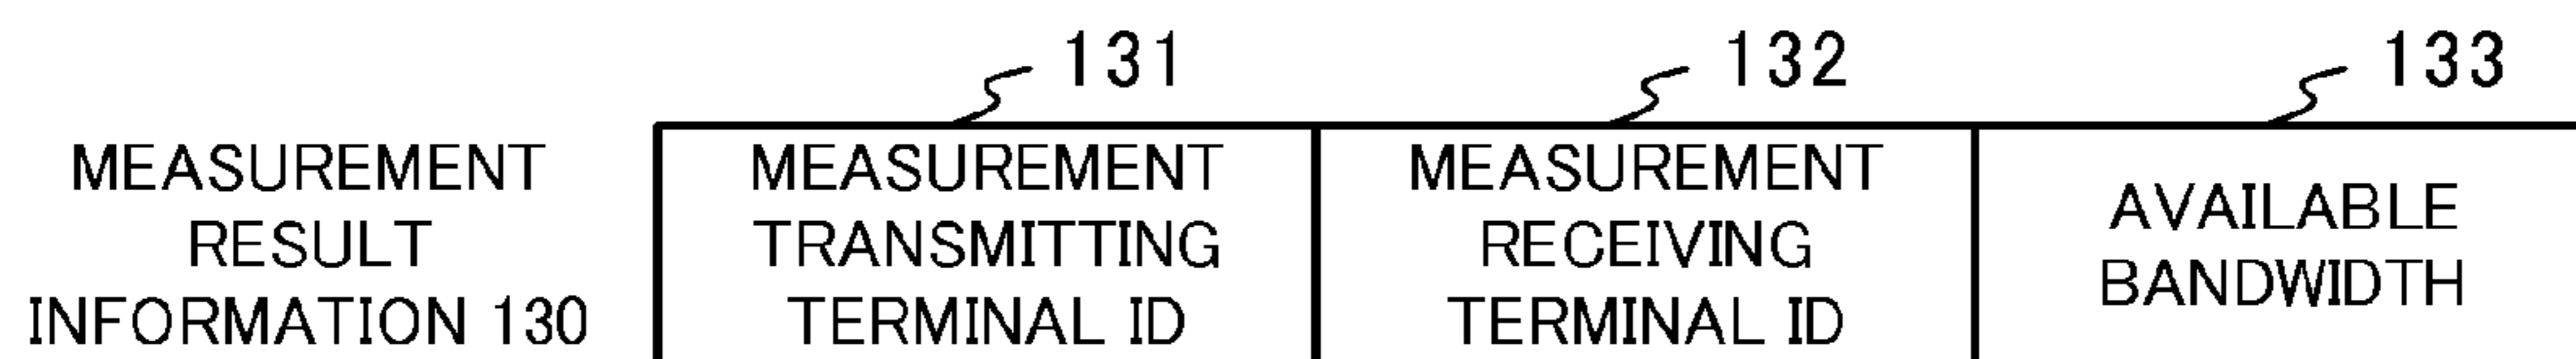 131
132
133
MEASUREMENT
RESULT
INFORMATION 130
MEASUREMENT
TRANSMITTING
TERMINAL ID
MEASUREMENT
RECEIVING
TERMINAL ID
AVAILABLE
BANDWIDTH